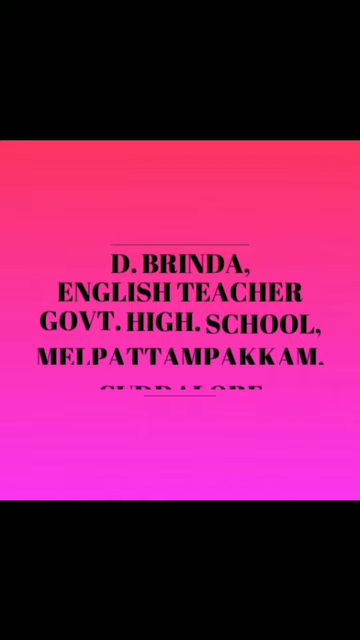 D. BRINDA,
ENGLISH TEACHER
GOVT. HIGH. SCHOOL,
MELPATTAMPAKKAM,